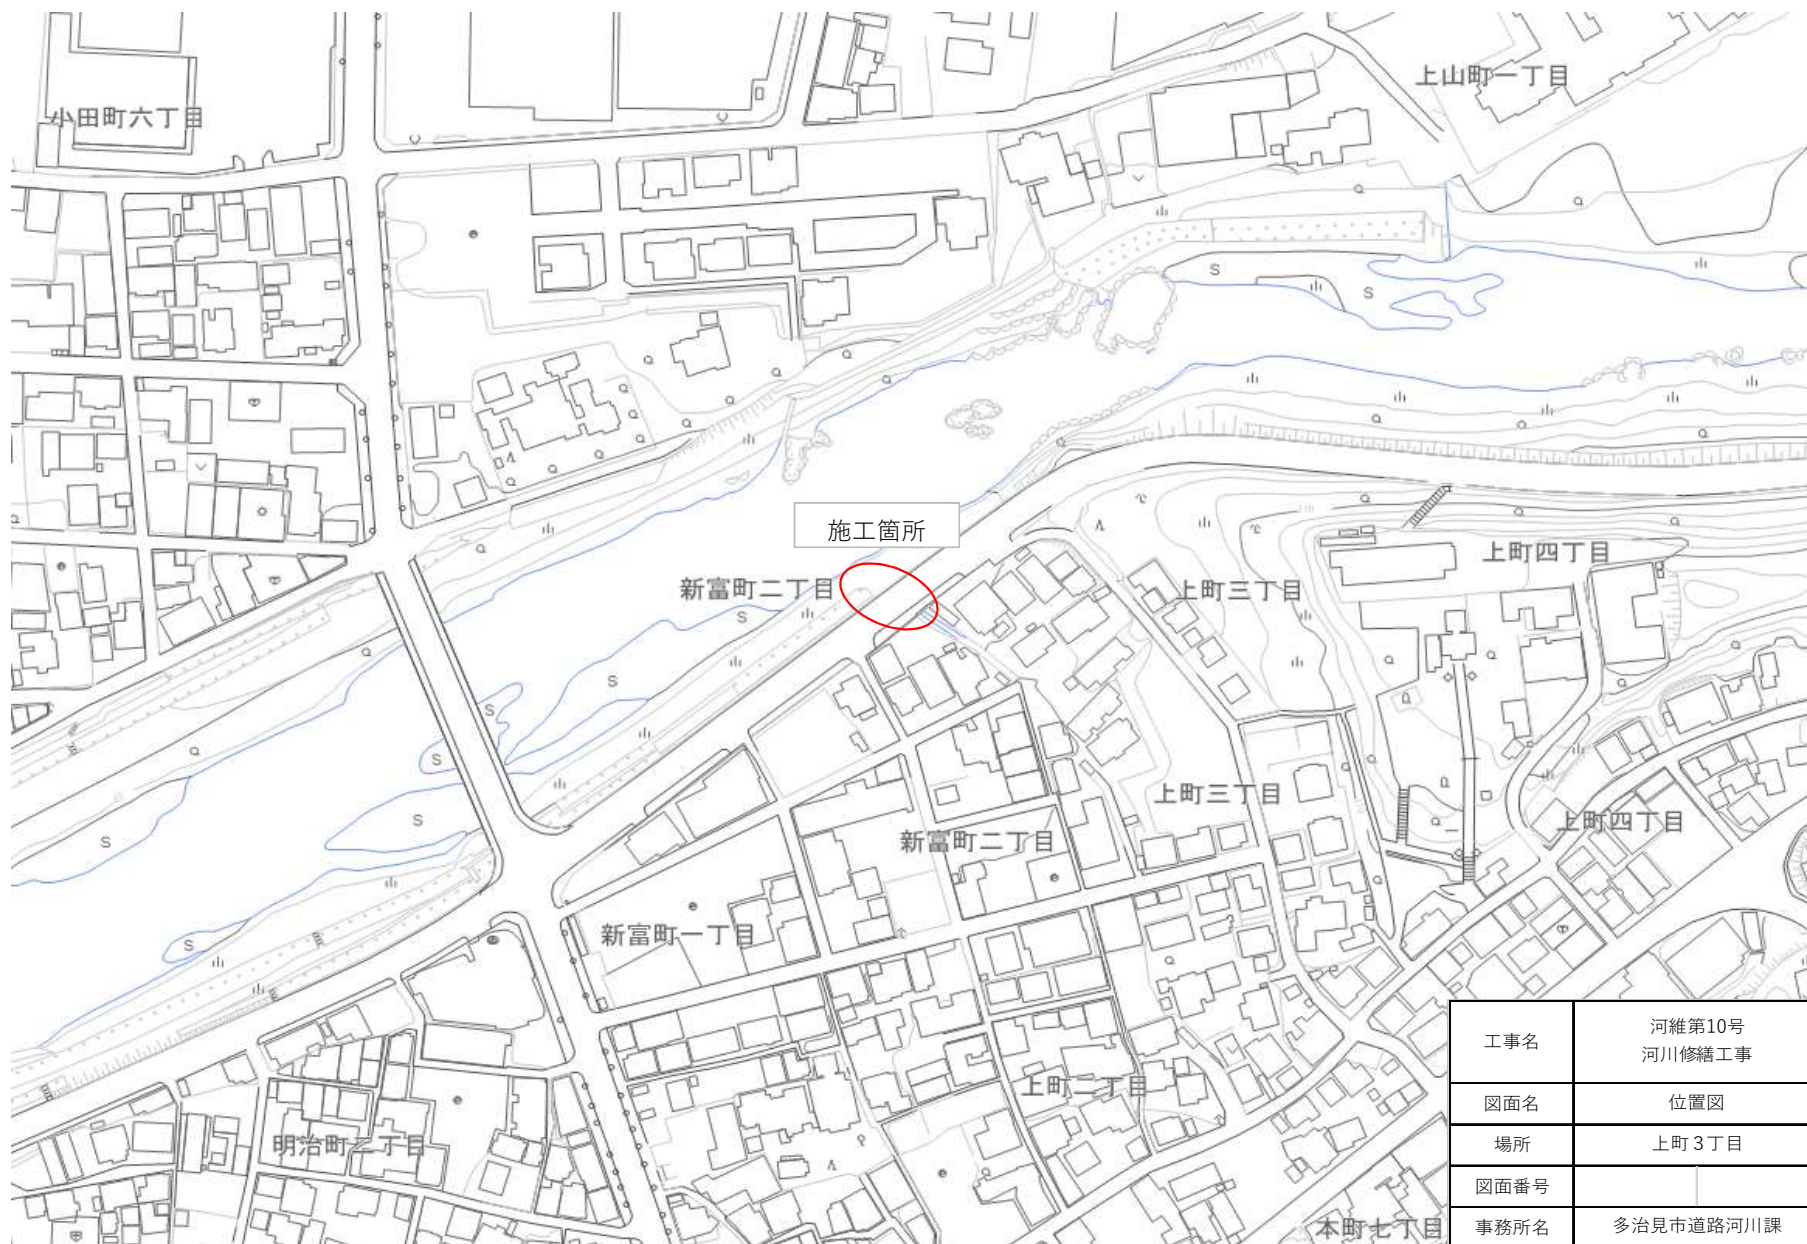 上山町一丁目
小田町六丁目
施工箇所
上町四丁目
新富町二丁目
上町三丁目
上町三丁目
新富町二丁目
上町四丁目
新富町一丁目
上町二丁目
明治町二丁目
本町七丁目
S
S
S
S
S
S
S
S
S
工事名
河維第10号
河川修繕工事
図面名
位置図
場所
上町3丁目
図面番号
事務所名
多治見市道路河川課